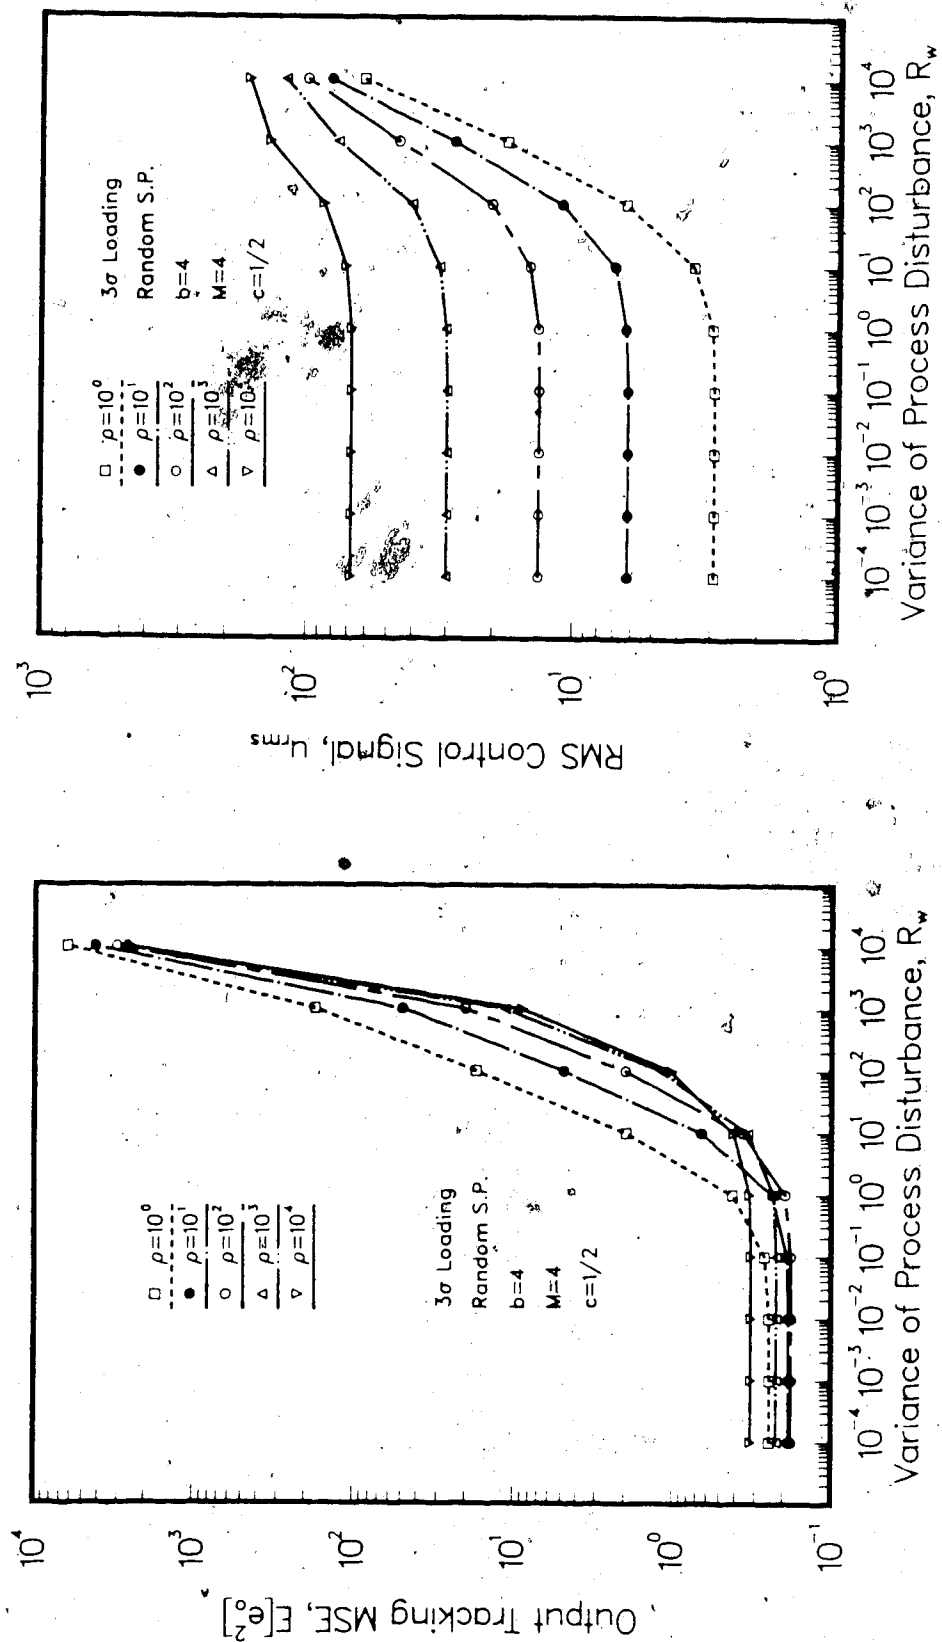 10⁴
10³
10²
10¹
10⁰
10⁻¹
Output Tracking MSE, E[e₀²]
□ ρ=10⁰
● ρ=10¹
○ ρ=10²
△ ρ=10³
▽ ρ=10⁴
3σ Loading
Random S.P.
b=4
M=4
c=1/2
10⁻⁴ 10⁻³ 10⁻² 10⁻¹ 10⁰ 10¹ 10² 10³ 10⁴
Variance of Process Disturbance, R_w
10³
10²
10¹
10⁰
RMS Control Signal, u_rms
□ ρ=10⁰
● ρ=10¹
○ ρ=10²
△ ρ=10³
▽ ρ=10⁴
3σ Loading
Random S.P.
b=4
M=4
c=1/2
10⁻⁴ 10⁻³ 10⁻² 10⁻¹ 10⁰ 10¹ 10² 10³ 10⁴
Variance of Process Disturbance, R_w